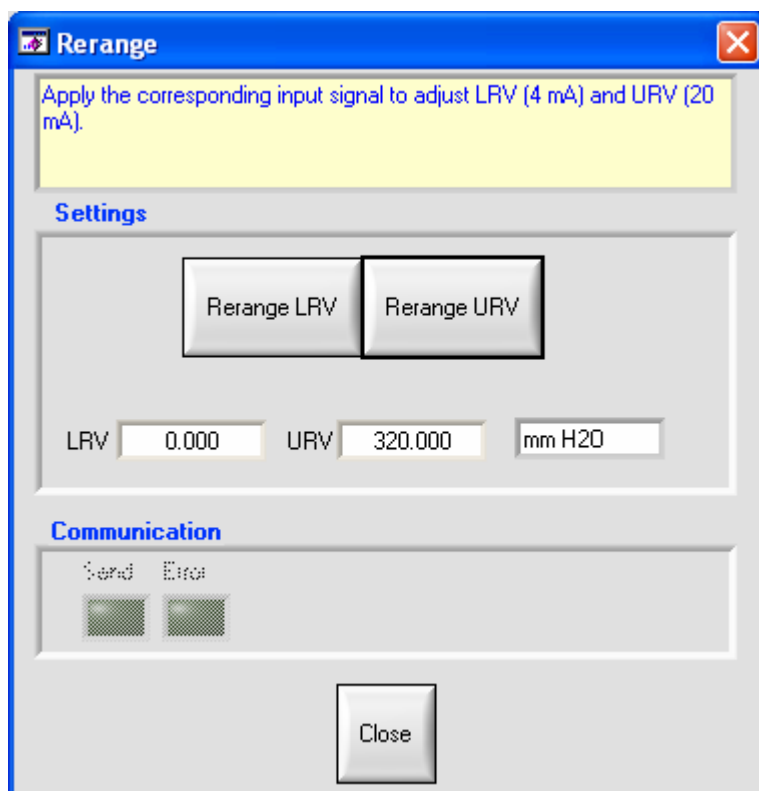 Rerange
Apply the corresponding input signal to adjust LRV (4 mA) and URV (20
mA).
Settings
Rerange LRV Rerange URV
LRV 0.000 URV 320.000 mm H2O
Communication
Send Error
Close